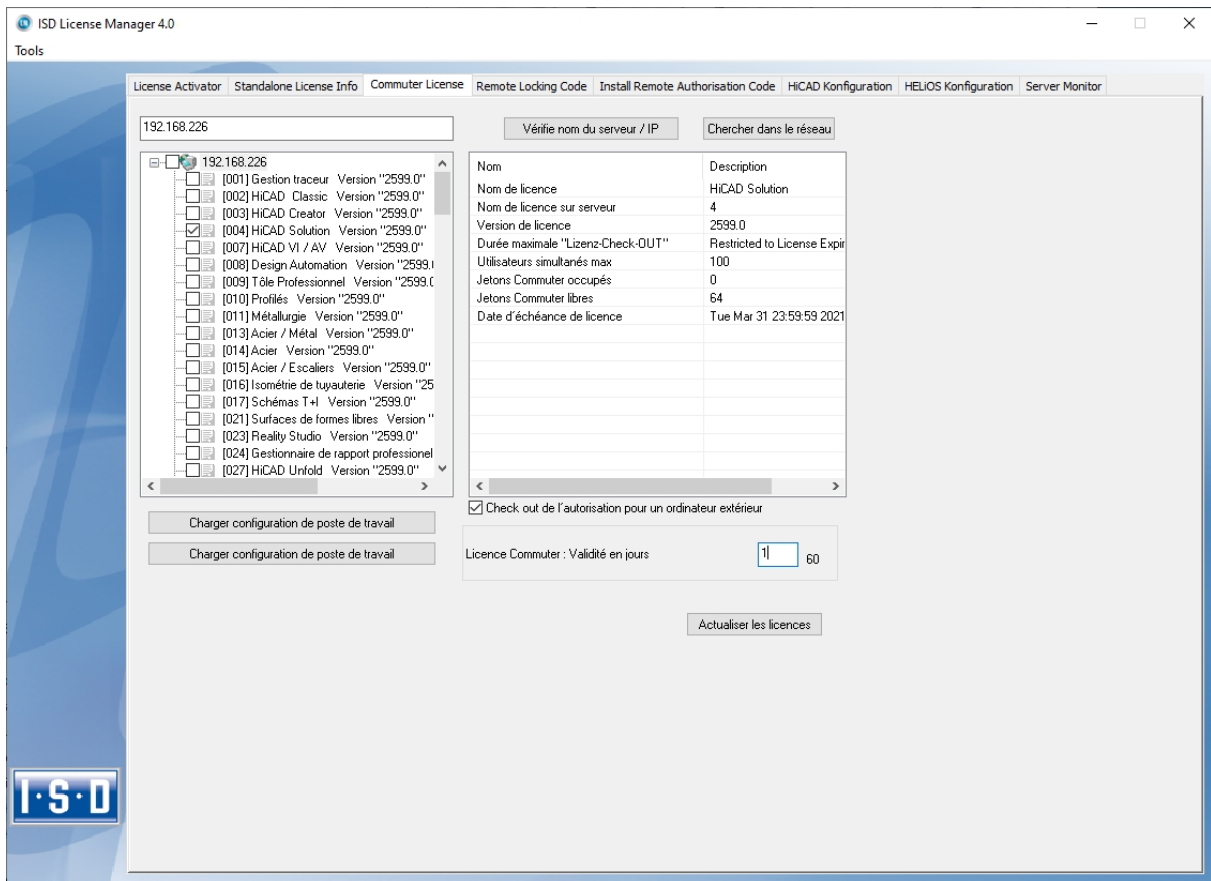 ISD License Manager 4.0
Tools
License Activator Standalone License Info Commuter License Remote Locking Code Install Remote Authorisation Code HiCAD Konfiguration HELiOS Konfiguration Server Monitor
192.168.226
Vérifie nom du serveur / IP
Chercher dans le réseau
192.168.226
[001] Gestion traceur Version "2599.0"
[002] HiCAD Classic Version "2599.0"
[003] HiCAD Creator Version "2599.0"
[004] HiCAD Solution Version "2599.0"
[007] HiCAD VI / AV Version "2599.0"
[008] Design Automation Version "2599.
[009] Tôle Professionnel Version "2599.0
[010] Profilés Version "2599.0"
[011] Métallurgie Version "2599.0"
[013] Acier / Métal Version "2599.0"
[014] Acier Version "2599.0"
[015] Acier / Escaliers Version "2599.0"
[016] Isométrie de tuyauterie Version "25
[017] Schémas T+I Version "2599.0"
[021] Surfaces de formes libres Version "
[023] Reality Studio Version "2599.0"
[024] Gestionnaire de rapport professionel
[027] HiCAD Unfold Version "2599.0"
Nom Description
Nom de licence HiCAD Solution
Nom de licence sur serveur 4
Version de licence 2599.0
Durée maximale "Lizenz-Check-OUT" Restricted to License Expir
Utilisateurs simultanés max 100
Jetons Commuter occupés 0
Jetons Commuter libres 64
Date d´échéance de licence Tue Mar 31 23:59:59 2021
Check out de l´autorisation pour un ordinateur extérieur
Charger configuration de poste de travail
Charger configuration de poste de travail
Licence Commuter : Validité en jours 1 60
Actualiser les licences
I·S·D